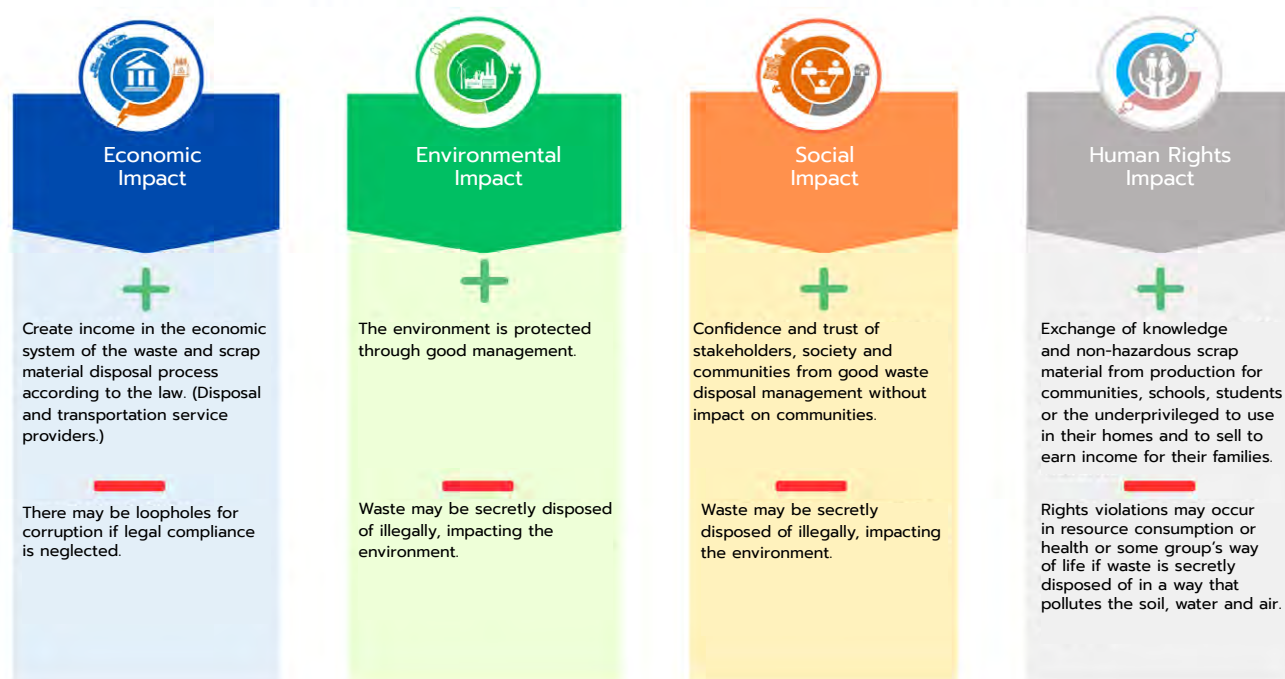 Economic
Impact
Create income in the economic
system of the waste and scrap
material disposal process
according to the law. (Disposal
and transportation service
providers.)
There may be loopholes for
corruption if legal compliance
is neglected.
Environmental
Impact
The environment is protected
through good management.
Waste may be secretly disposed
of illegally, impacting the
environment.
Social
Impact
Confidence and trust of
stakeholders, society and
communities from good waste
disposal management without
impact on communities.
Waste may be secretly
disposed of illegally, impacting
the environment.
Human Rights
Impact
Exchange of knowledge
and non-hazardous scrap
material from production for
communities, schools, students
or the underprivileged to use
in their homes and to sell to
earn income for their families.
Rights violations may occur
in resource consumption or
health or some group's way
of life if waste is secretly
disposed of in a way that
pollutes the soil, water and air.